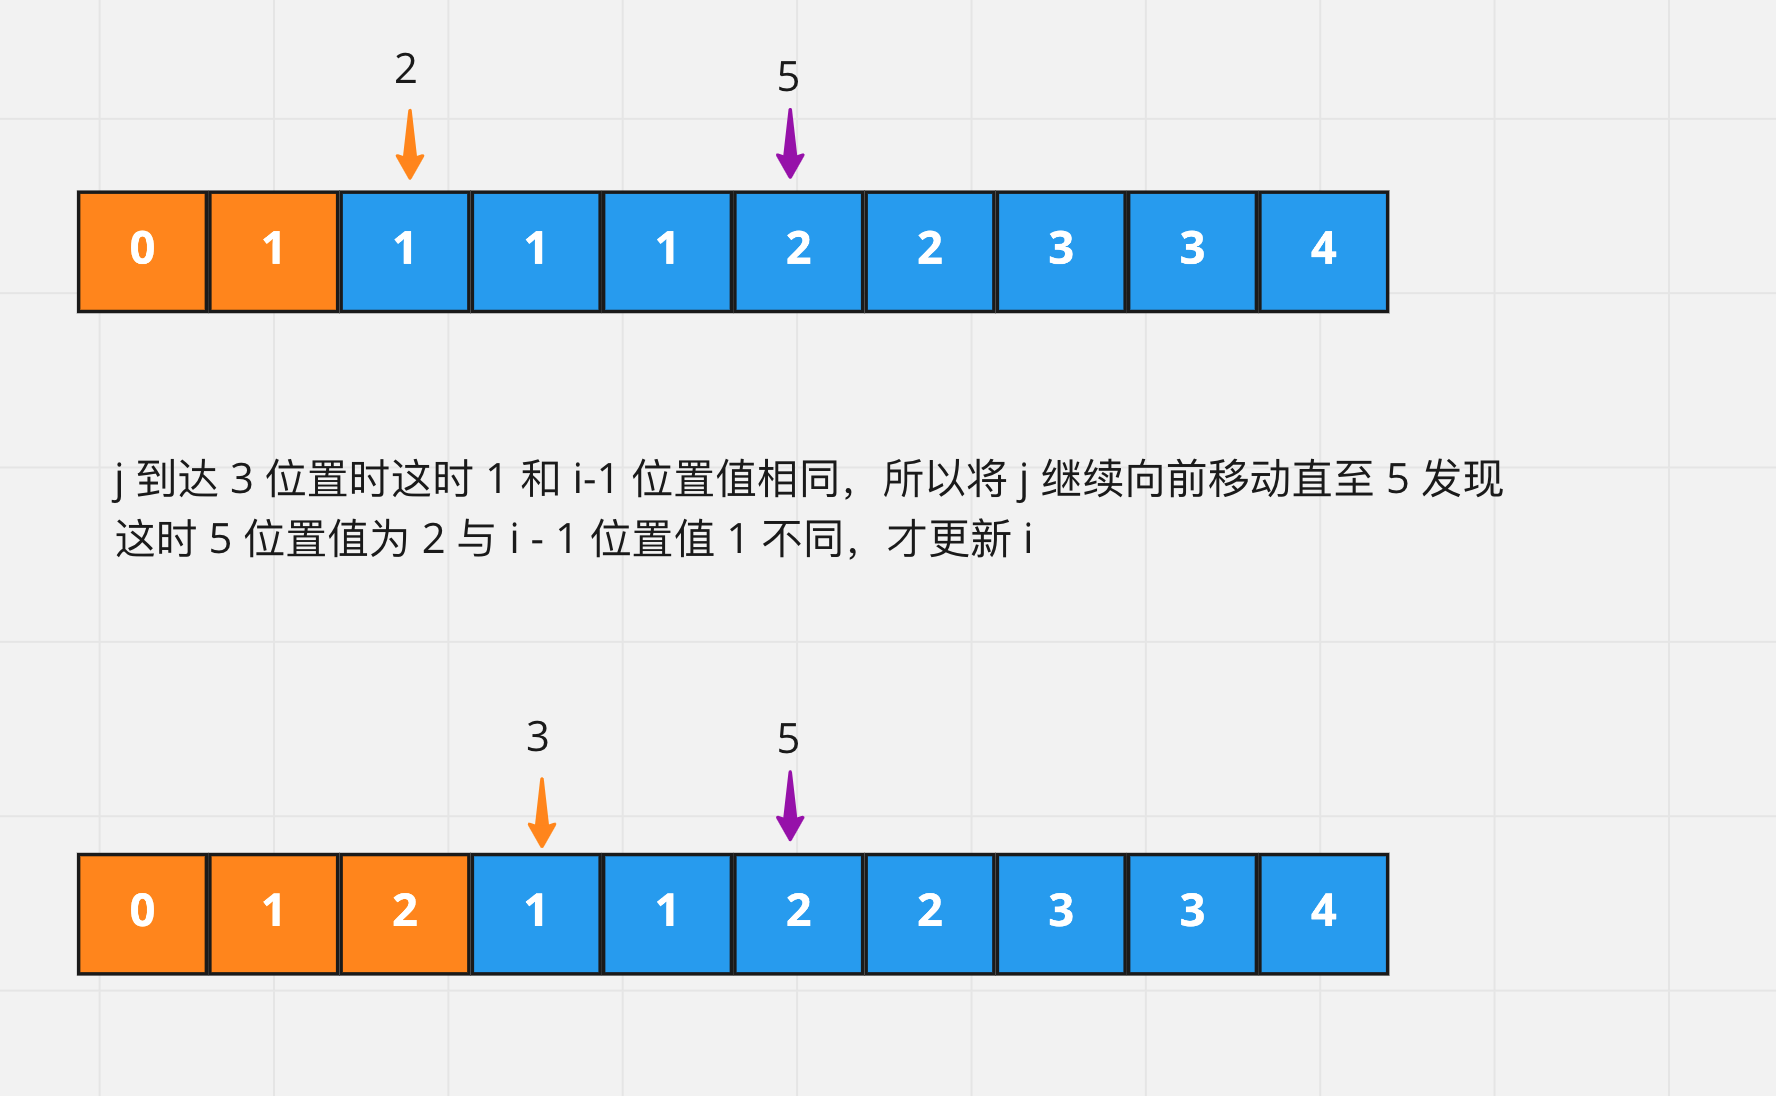 2 5
0 1 1 1 1 2 2 3 3 4
j 到达 3 位置时这时 1 和 i-1 位置值相同，所以将 j 继续向前移动直至 5 发现
这时 5 位置值为 2 与 i - 1 位置值 1 不同，才更新 i
3 5
0 1 2 1 1 2 2 3 3 4